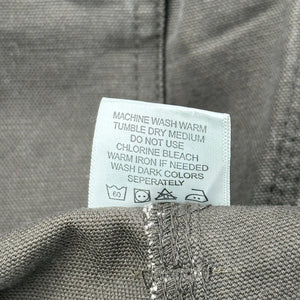 MACHINE WASH WARM
TUMBLE DRY MEDIUM
DO NOT USE
CHLORINE BLEACH
WARM IRON IF NEEDED
WASH DARK COLORS
SEPERATELY
60